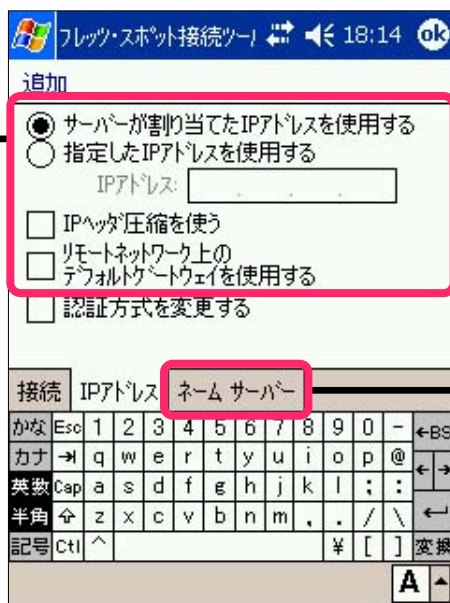 フレッツ・スポット接続ツール 18:14 ok
追加
サーバーが割り当てたIPアドレスを使用する
指定したIPアドレスを使用する
IPアドレス: . . .
IPヘッダ圧縮を使う
リモートネットワーク上の
デフォルトゲートウェイを使用する
認証方式を変更する
接続 IPアドレス ネーム サーバー
かな Esc 1 2 3 4 5 6 7 8 9 0 - ←BS
カナ →| q w e r t y u i o p @ ← →
英数 Cap a s d f g h j k l ; :
半角 z x c v b n m , . / \ ↵
記号 Ctl ^ ¥ [ ] 変換
A